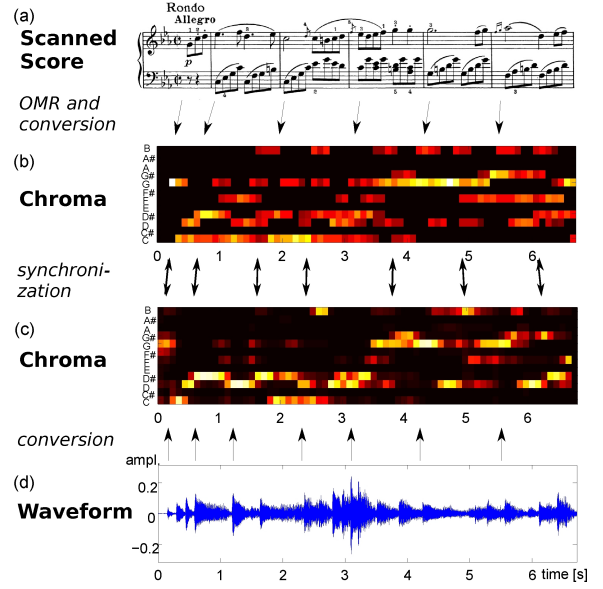 (a)
Rondo
Allegro
Scanned
Score
p
OMR and
conversion
(b)
Chroma
B
A#
A
G#
G
F#
F
E
D#
D
C#
C
0 1 2 3 4 5 6
synchroni-
zation
(c)
Chroma
B
A#
A
G#
G
F#
F
E
D#
D
C#
C
0 1 2 3 4 5 6
conversion
(d)
Waveform
ampl.
0.2
0
−0.2
0 1 2 3 4 5 6 time [s]